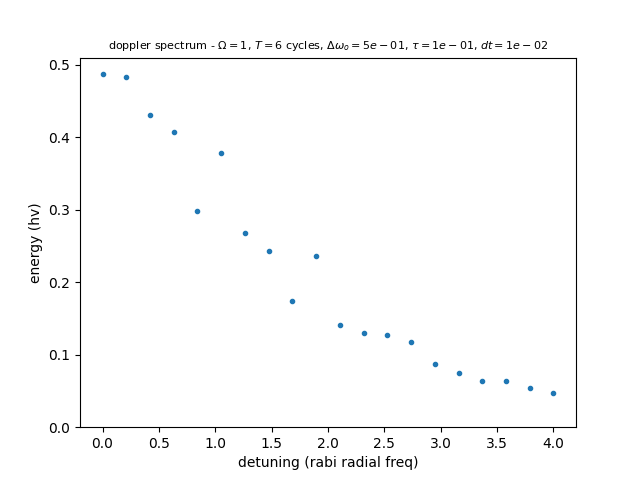 doppler spectrum - Ω = 1, T = 6 cycles, Δω₀ = 5e − 01, τ = 1e − 01, dt = 1e − 02
0.5
0.4
0.3
0.2
0.1
0.0
energy (hv)
0.0 0.5 1.0 1.5 2.0 2.5 3.0 3.5 4.0
detuning (rabi radial freq)